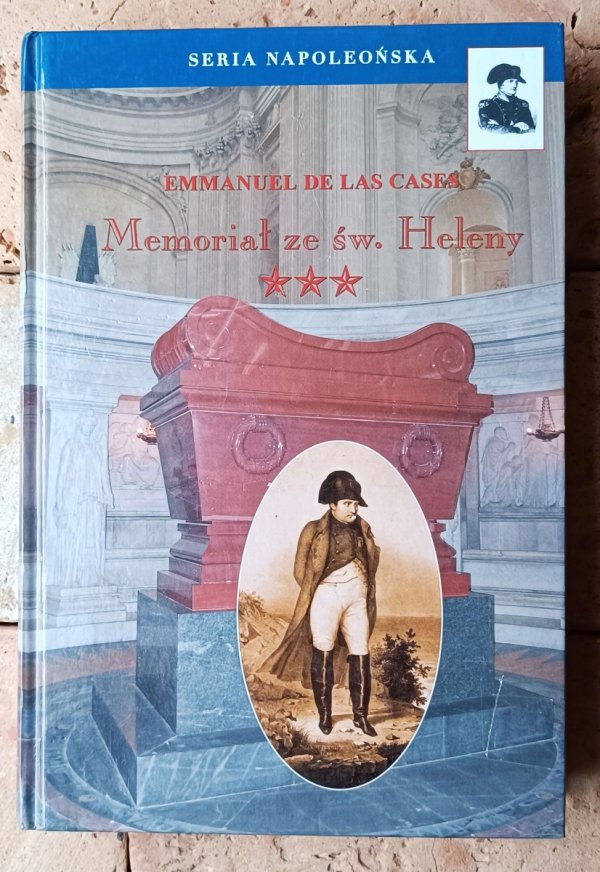 SERIA NAPOLEOŃSKA
EMMANUEL DE LAS CASES
Memoriał ze św. Heleny